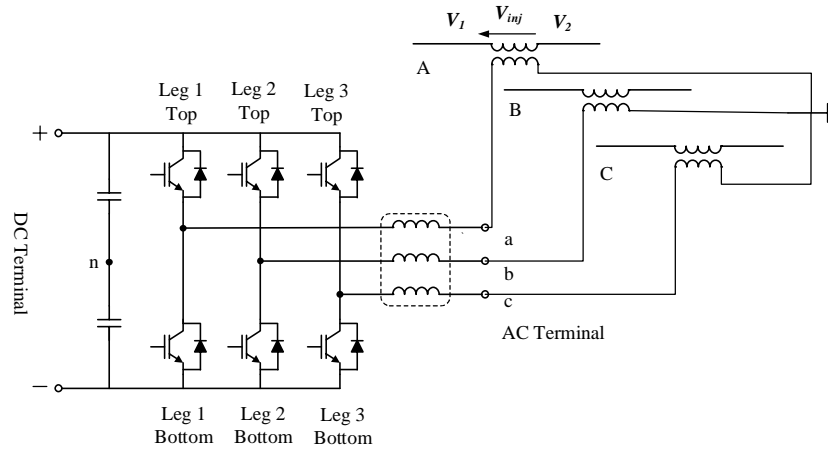 V1 Vinj V2
A
B
C
Leg 1 Top
Leg 2 Top
Leg 3 Top
+
DC Terminal
n
−
a
b
c
AC Terminal
Leg 1 Bottom
Leg 2 Bottom
Leg 3 Bottom